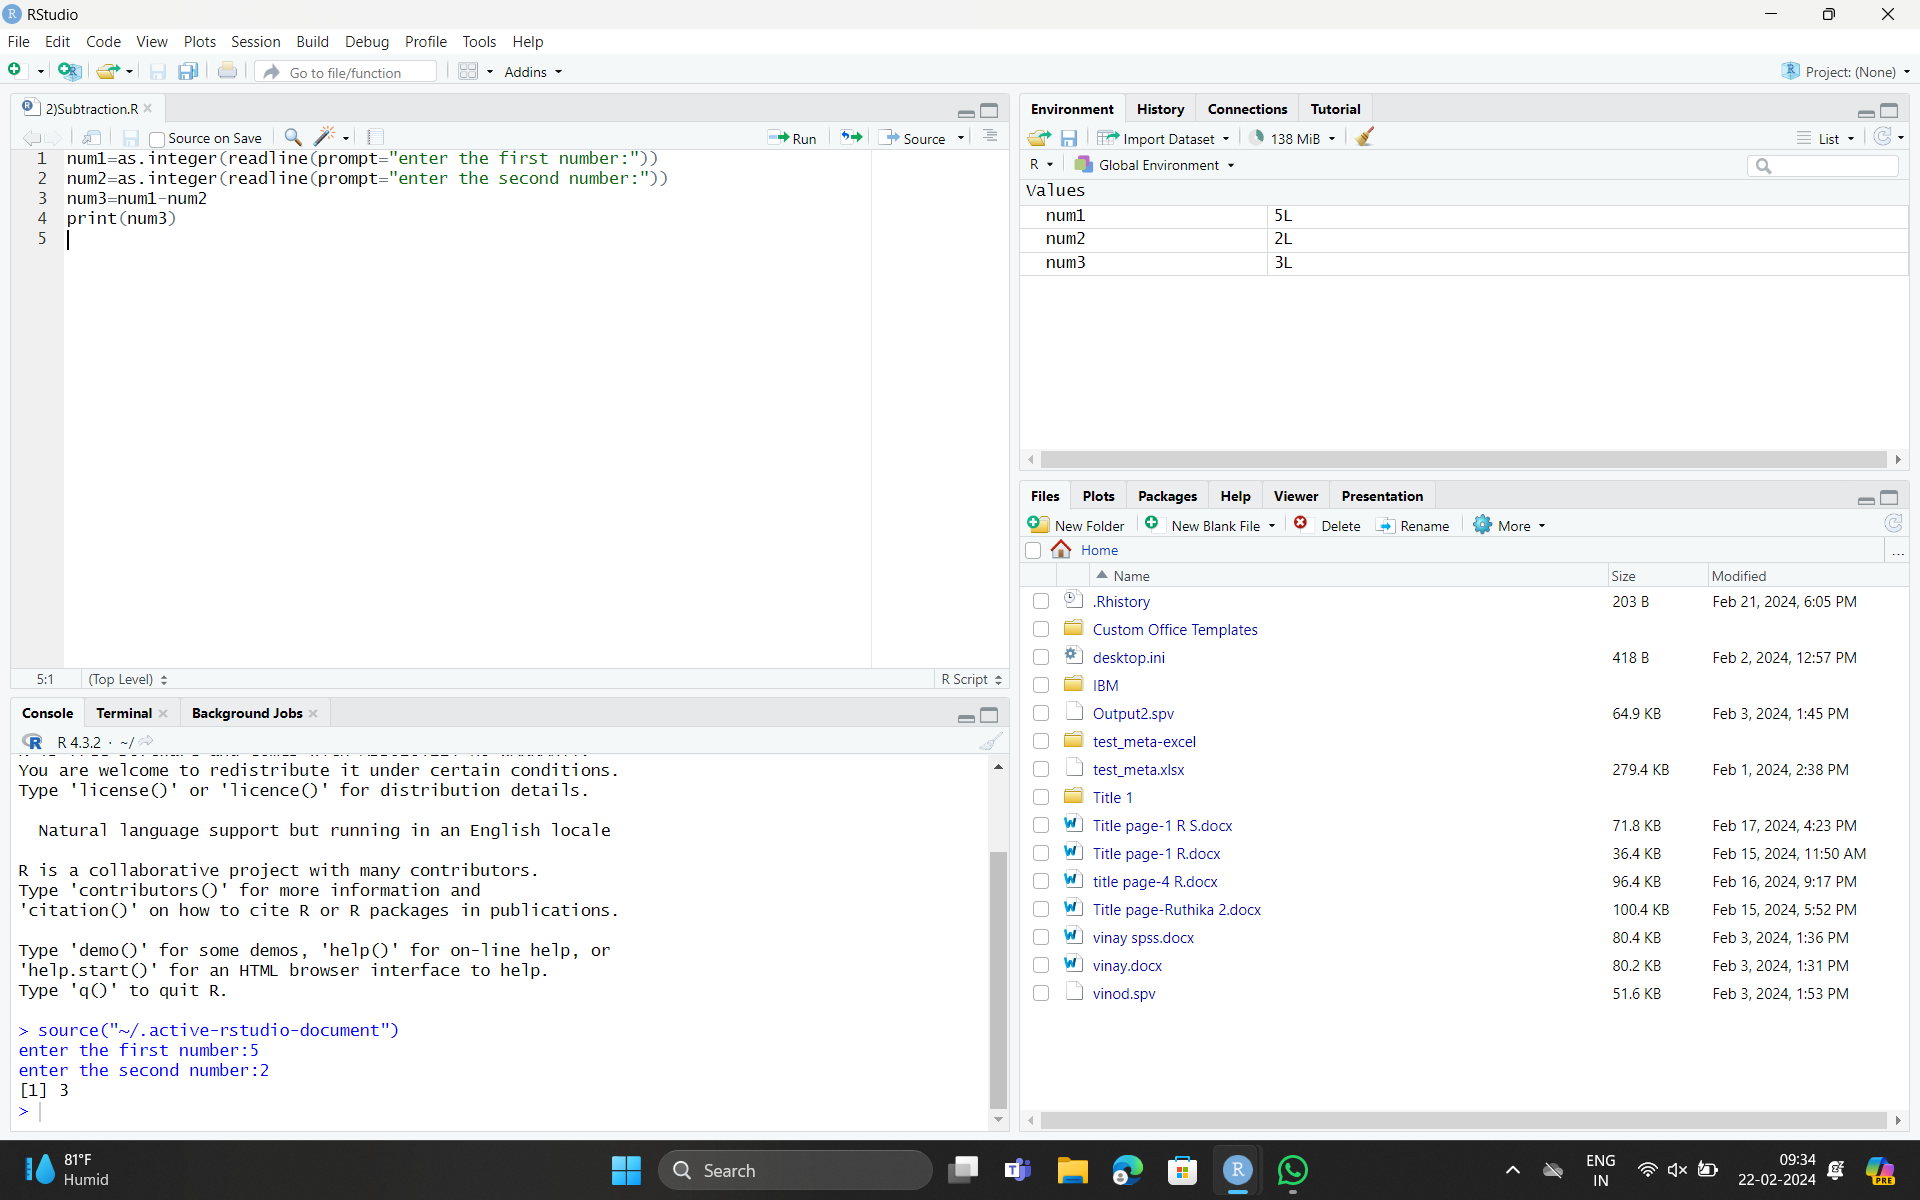 RStudio
File Edit Code View Plots Session Build Debug Profile Tools Help
Go to file/function Addins Project: (None)
2)Subtraction.R
Source on Save Run Source
1 num1=as.integer(readline(prompt="enter the first number:"))
2 num2=as.integer(readline(prompt="enter the second number:"))
3 num3=num1-num2
4 print(num3)
5
5:1 (Top Level) R Script
Console Terminal Background Jobs
R 4.3.2 · ~/
You are welcome to redistribute it under certain conditions.
Type 'license()' or 'licence()' for distribution details.
Natural language support but running in an English locale
R is a collaborative project with many contributors.
Type 'contributors()' for more information and
'citation()' on how to cite R or R packages in publications.
Type 'demo()' for some demos, 'help()' for on-line help, or
'help.start()' for an HTML browser interface to help.
Type 'q()' to quit R.
> source("~/.active-rstudio-document")
enter the first number:5
enter the second number:2
[1] 3
>
Environment History Connections Tutorial
Import Dataset 138 MiB List
R Global Environment
Values
num1 5L
num2 2L
num3 3L
Files Plots Packages Help Viewer Presentation
New Folder New Blank File Delete Rename More
Home ...
Name Size Modified
.Rhistory 203 B Feb 21, 2024, 6:05 PM
Custom Office Templates
desktop.ini 418 B Feb 2, 2024, 12:57 PM
IBM
Output2.spv 64.9 KB Feb 3, 2024, 1:45 PM
test_meta-excel
test_meta.xlsx 279.4 KB Feb 1, 2024, 2:38 PM
Title 1
Title page-1 R S.docx 71.8 KB Feb 17, 2024, 4:23 PM
Title page-1 R.docx 36.4 KB Feb 15, 2024, 11:50 AM
title page-4 R.docx 96.4 KB Feb 16, 2024, 9:17 PM
Title page-Ruthika 2.docx 100.4 KB Feb 15, 2024, 5:52 PM
vinay spss.docx 80.4 KB Feb 3, 2024, 1:36 PM
vinay.docx 80.2 KB Feb 3, 2024, 1:31 PM
vinod.spv 51.6 KB Feb 3, 2024, 1:53 PM
81°F
Humid
Search
ENG
IN
09:34
22-02-2024
PRE